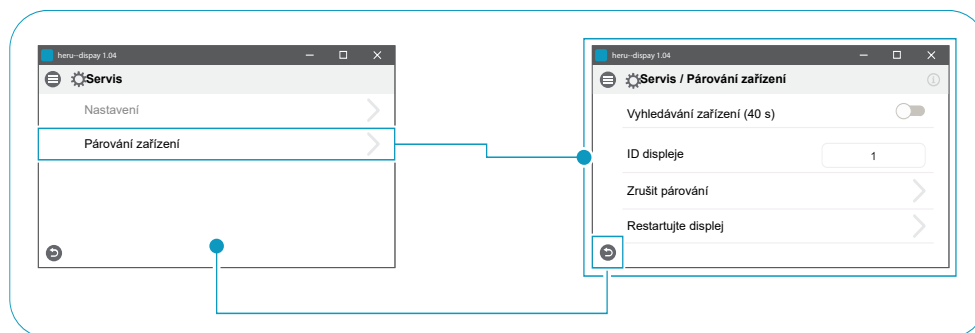 heru--dispay 1.04
Servis
Nastavení
Párování zařízení
heru--dispay 1.04
Servis / Párování zařízení
Vyhledávání zařízení (40 s)
ID displeje 1
Zrušit párování
Restartujte displej